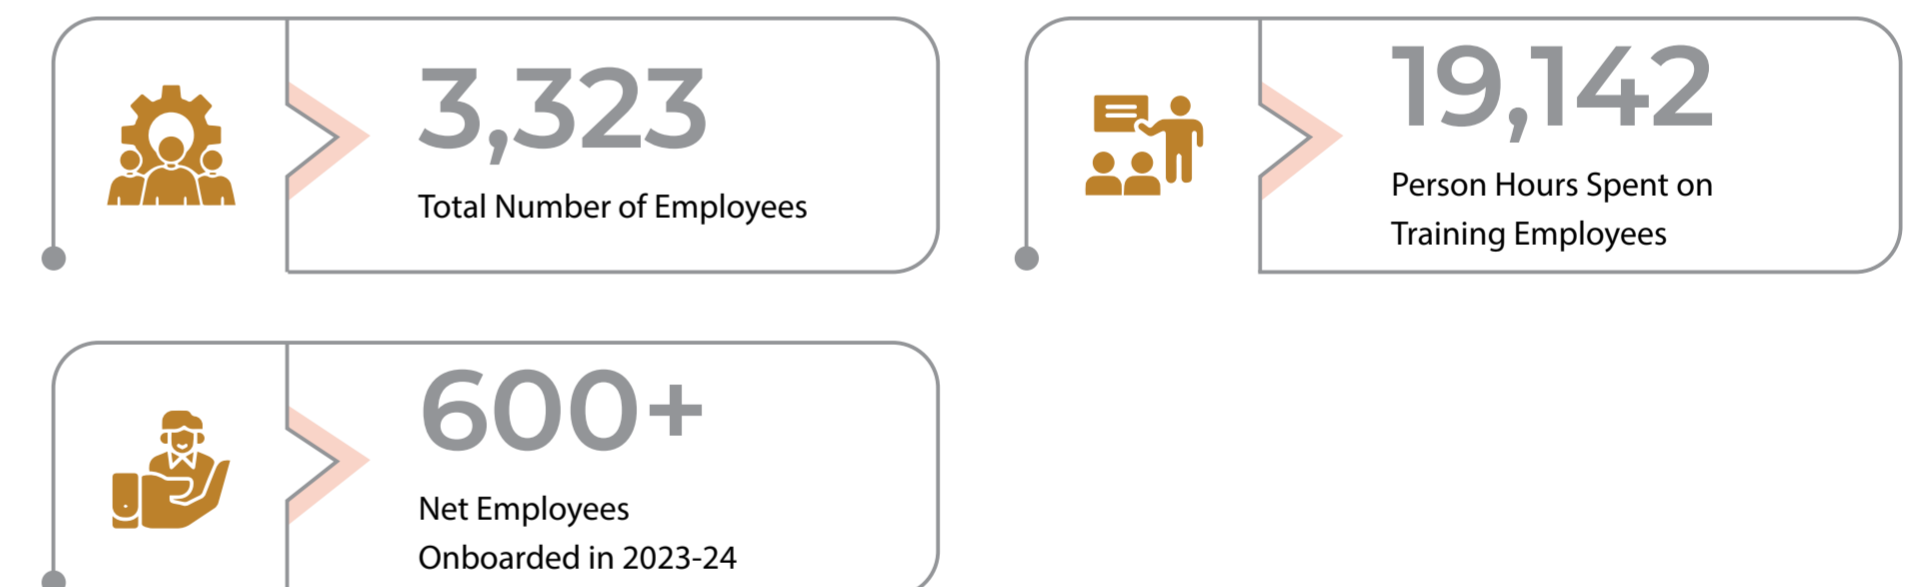 3,323
Total Number of Employees
19,142
Person Hours Spent on
Training Employees
600+
Net Employees
Onboarded in 2023-24